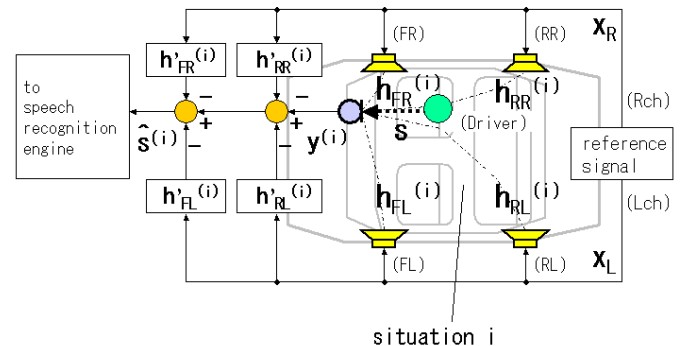 (FR)
(RR)
X_R
h'_FR^(i)
h'_RR^(i)
to
speech
recognition
engine
h_FR^(i)
h_RR^(i)
(Rch)
−
−
+
+
ŝ^(i)
y^(i)
s
(Driver)
reference
signal
−
−
h'_FL^(i)
h'_RL^(i)
h_FL^(i)
h_RL^(i)
(Lch)
(FL)
(RL)
X_L
situation i